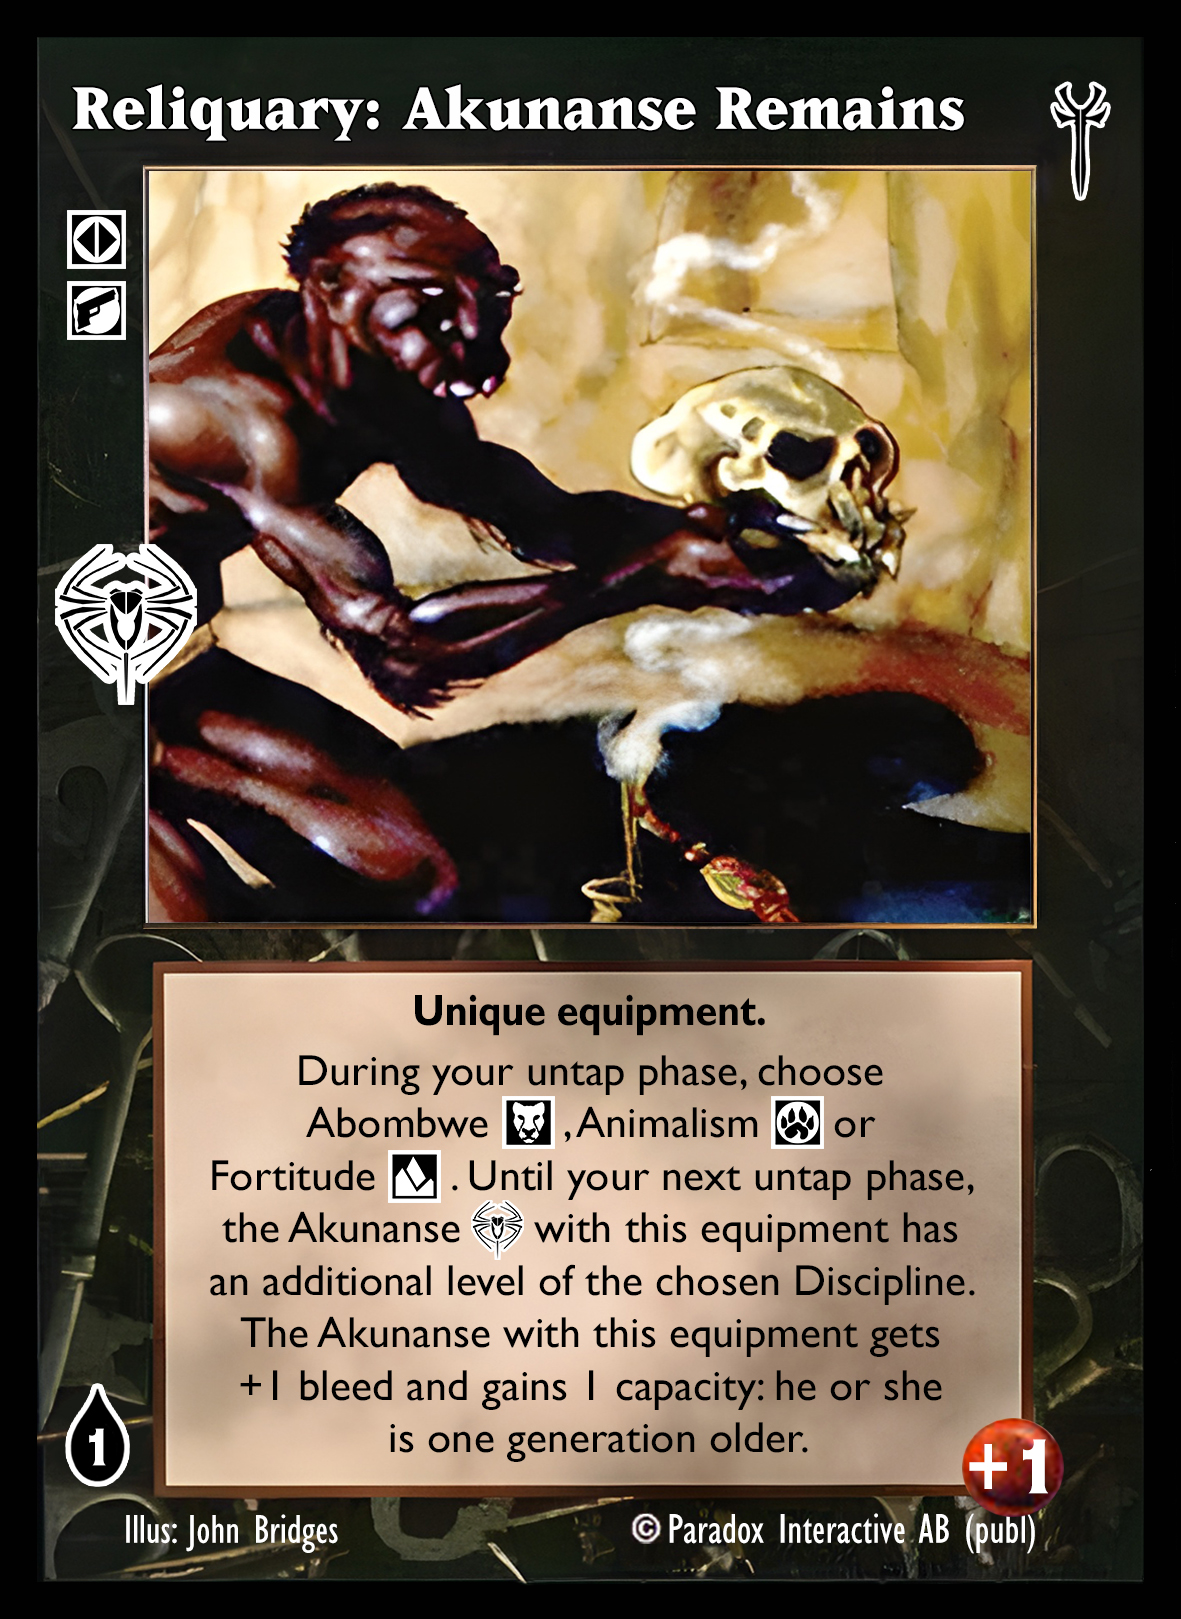 Reliquary: Akunanse Remains
Unique equipment.
During your untap phase, choose
Abombwe , Animalism or
Fortitude . Until your next untap phase,
the Akunanse with this equipment has
an additional level of the chosen Discipline.
The Akunanse with this equipment gets
+1 bleed and gains 1 capacity: he or she
is one generation older.
1
+1
Illus: John Bridges
© Paradox Interactive AB (publ)